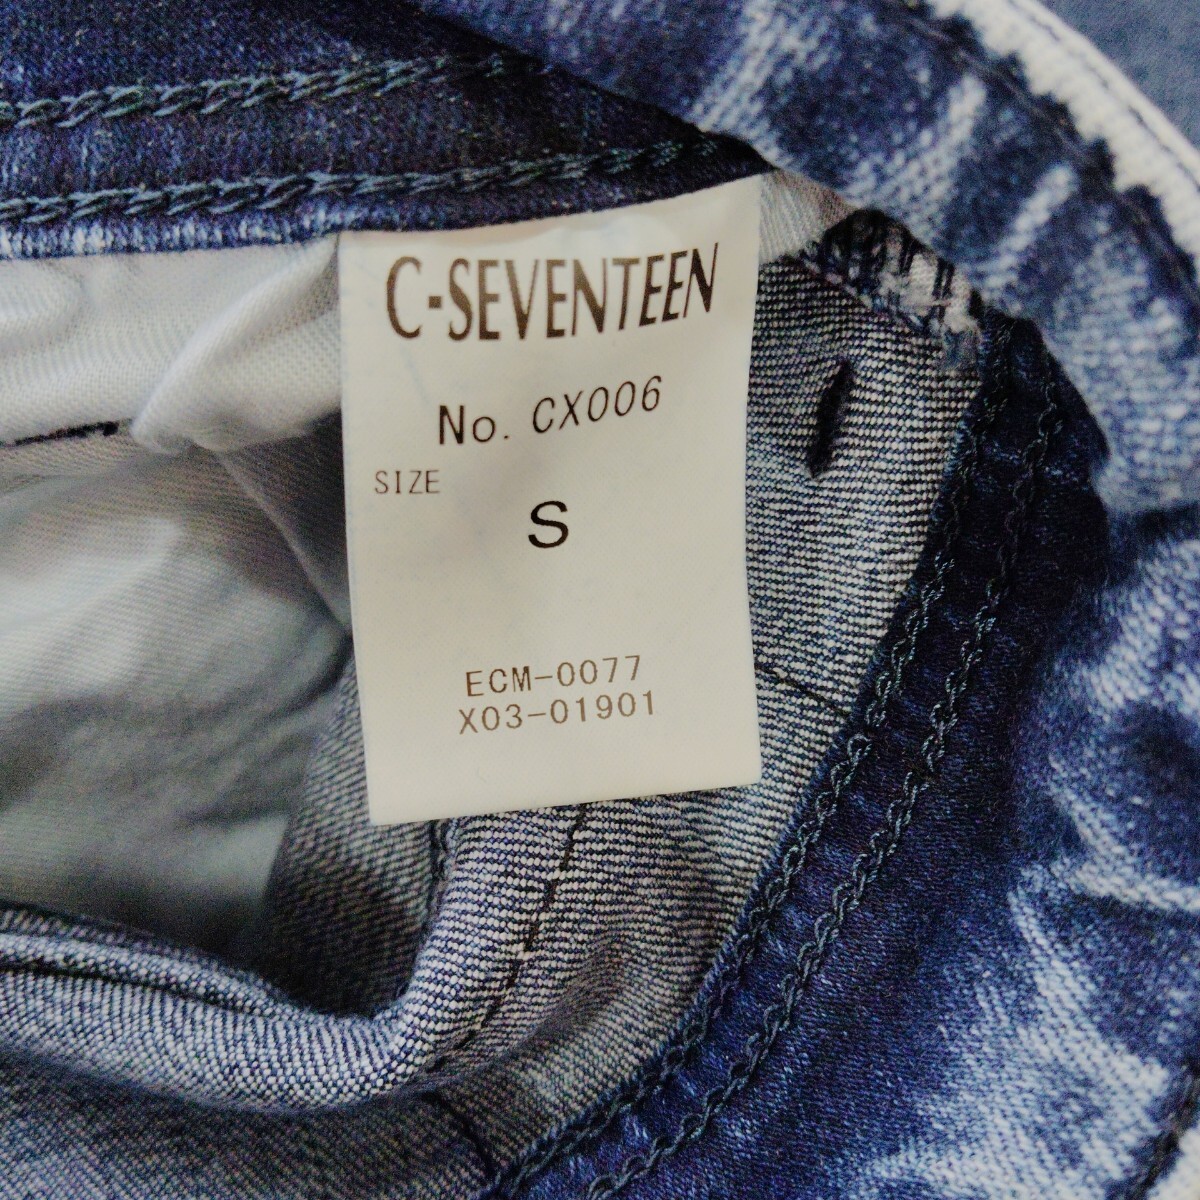 C-SEVENTEEN
No. CX006
SIZE
S
ECM-0077
X03-01901